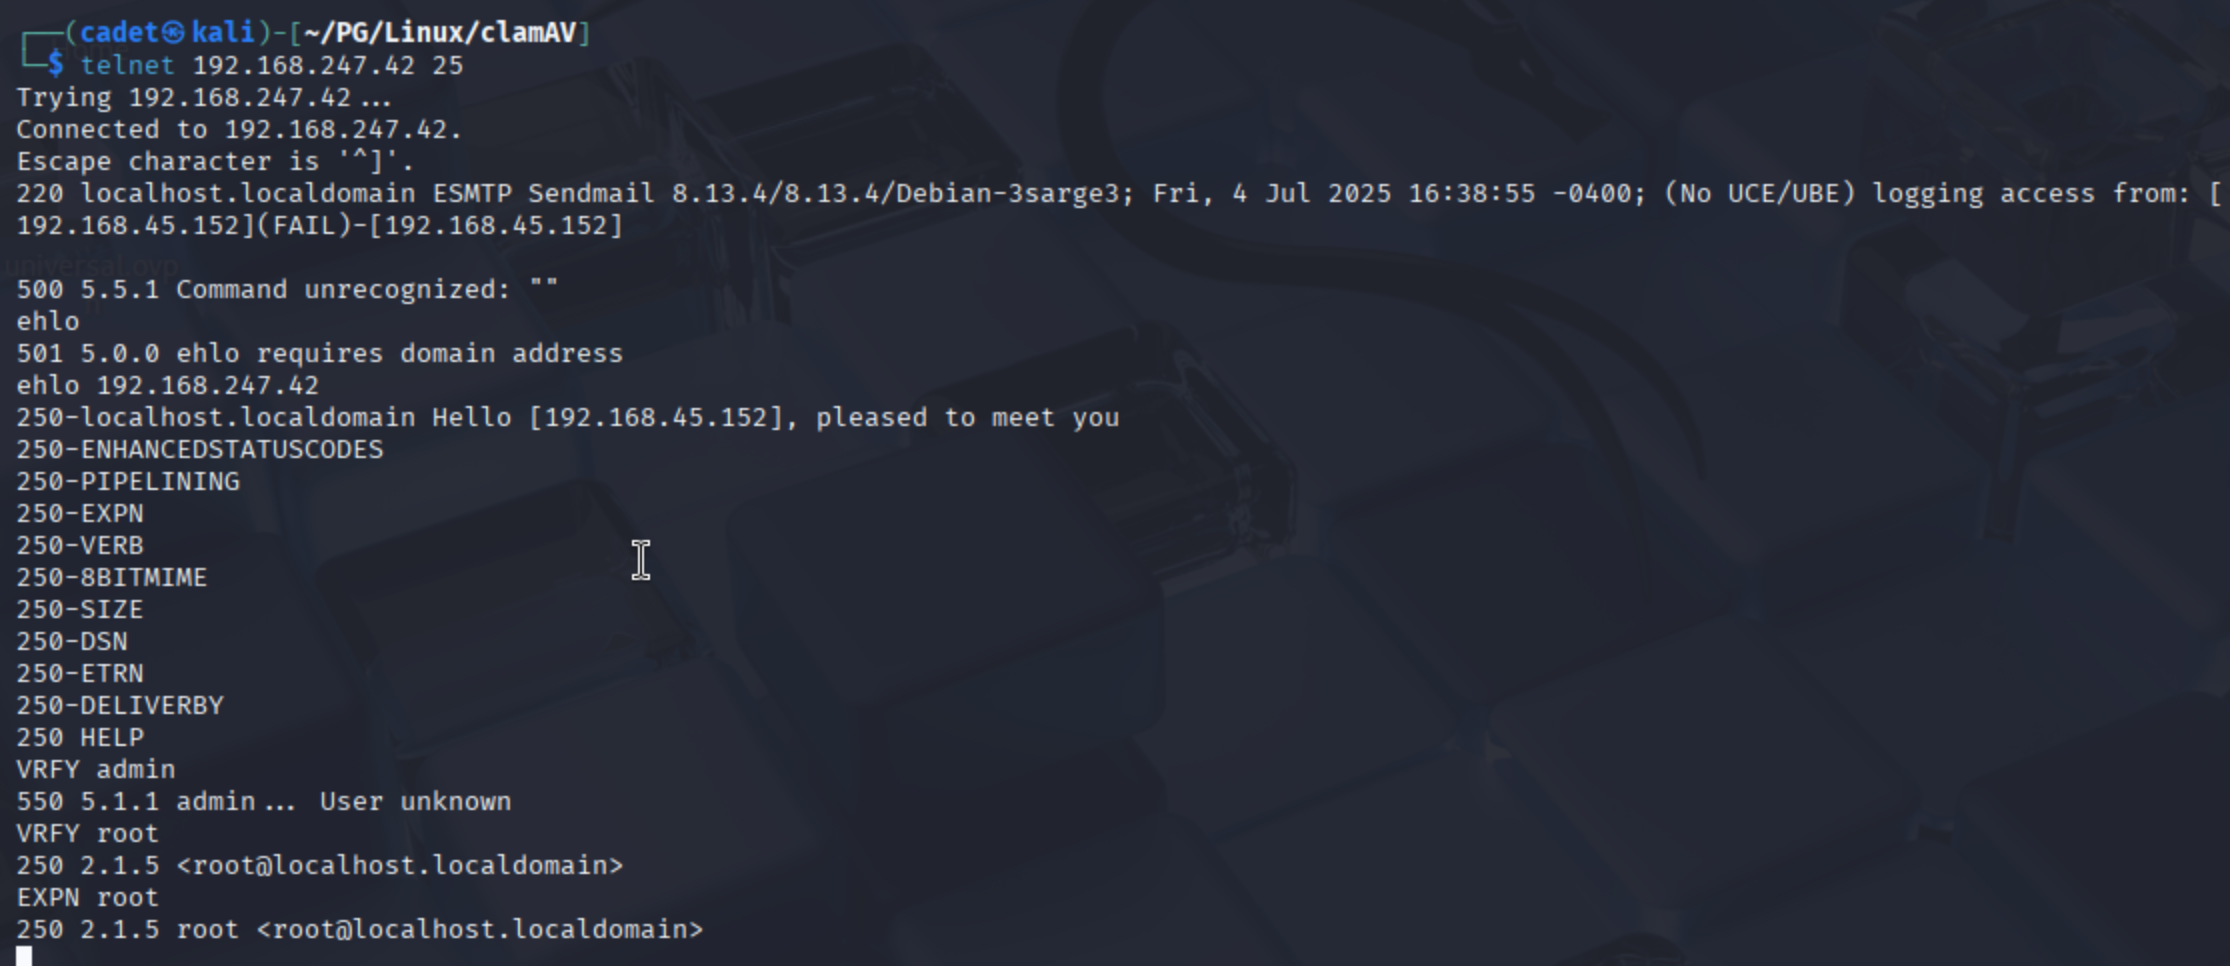 ┌──(cadet㉿kali)-[~/PG/Linux/clamAV]
└─$ telnet 192.168.247.42 25
Trying 192.168.247.42...
Connected to 192.168.247.42.
Escape character is '^]'.
220 localhost.localdomain ESMTP Sendmail 8.13.4/8.13.4/Debian-3sarge3; Fri, 4 Jul 2025 16:38:55 -0400; (No UCE/UBE) logging access from: [
192.168.45.152](FAIL)-[192.168.45.152]
universal.ovp
500 5.5.1 Command unrecognized: ""
ehlo
501 5.0.0 ehlo requires domain address
ehlo 192.168.247.42
250-localhost.localdomain Hello [192.168.45.152], pleased to meet you
250-ENHANCEDSTATUSCODES
250-PIPELINING
250-EXPN
250-VERB
250-8BITMIME
250-SIZE
250-DSN
250-ETRN
250-DELIVERBY
250 HELP
VRFY admin
550 5.1.1 admin... User unknown
VRFY root
250 2.1.5 <root@localhost.localdomain>
EXPN root
250 2.1.5 root <root@localhost.localdomain>